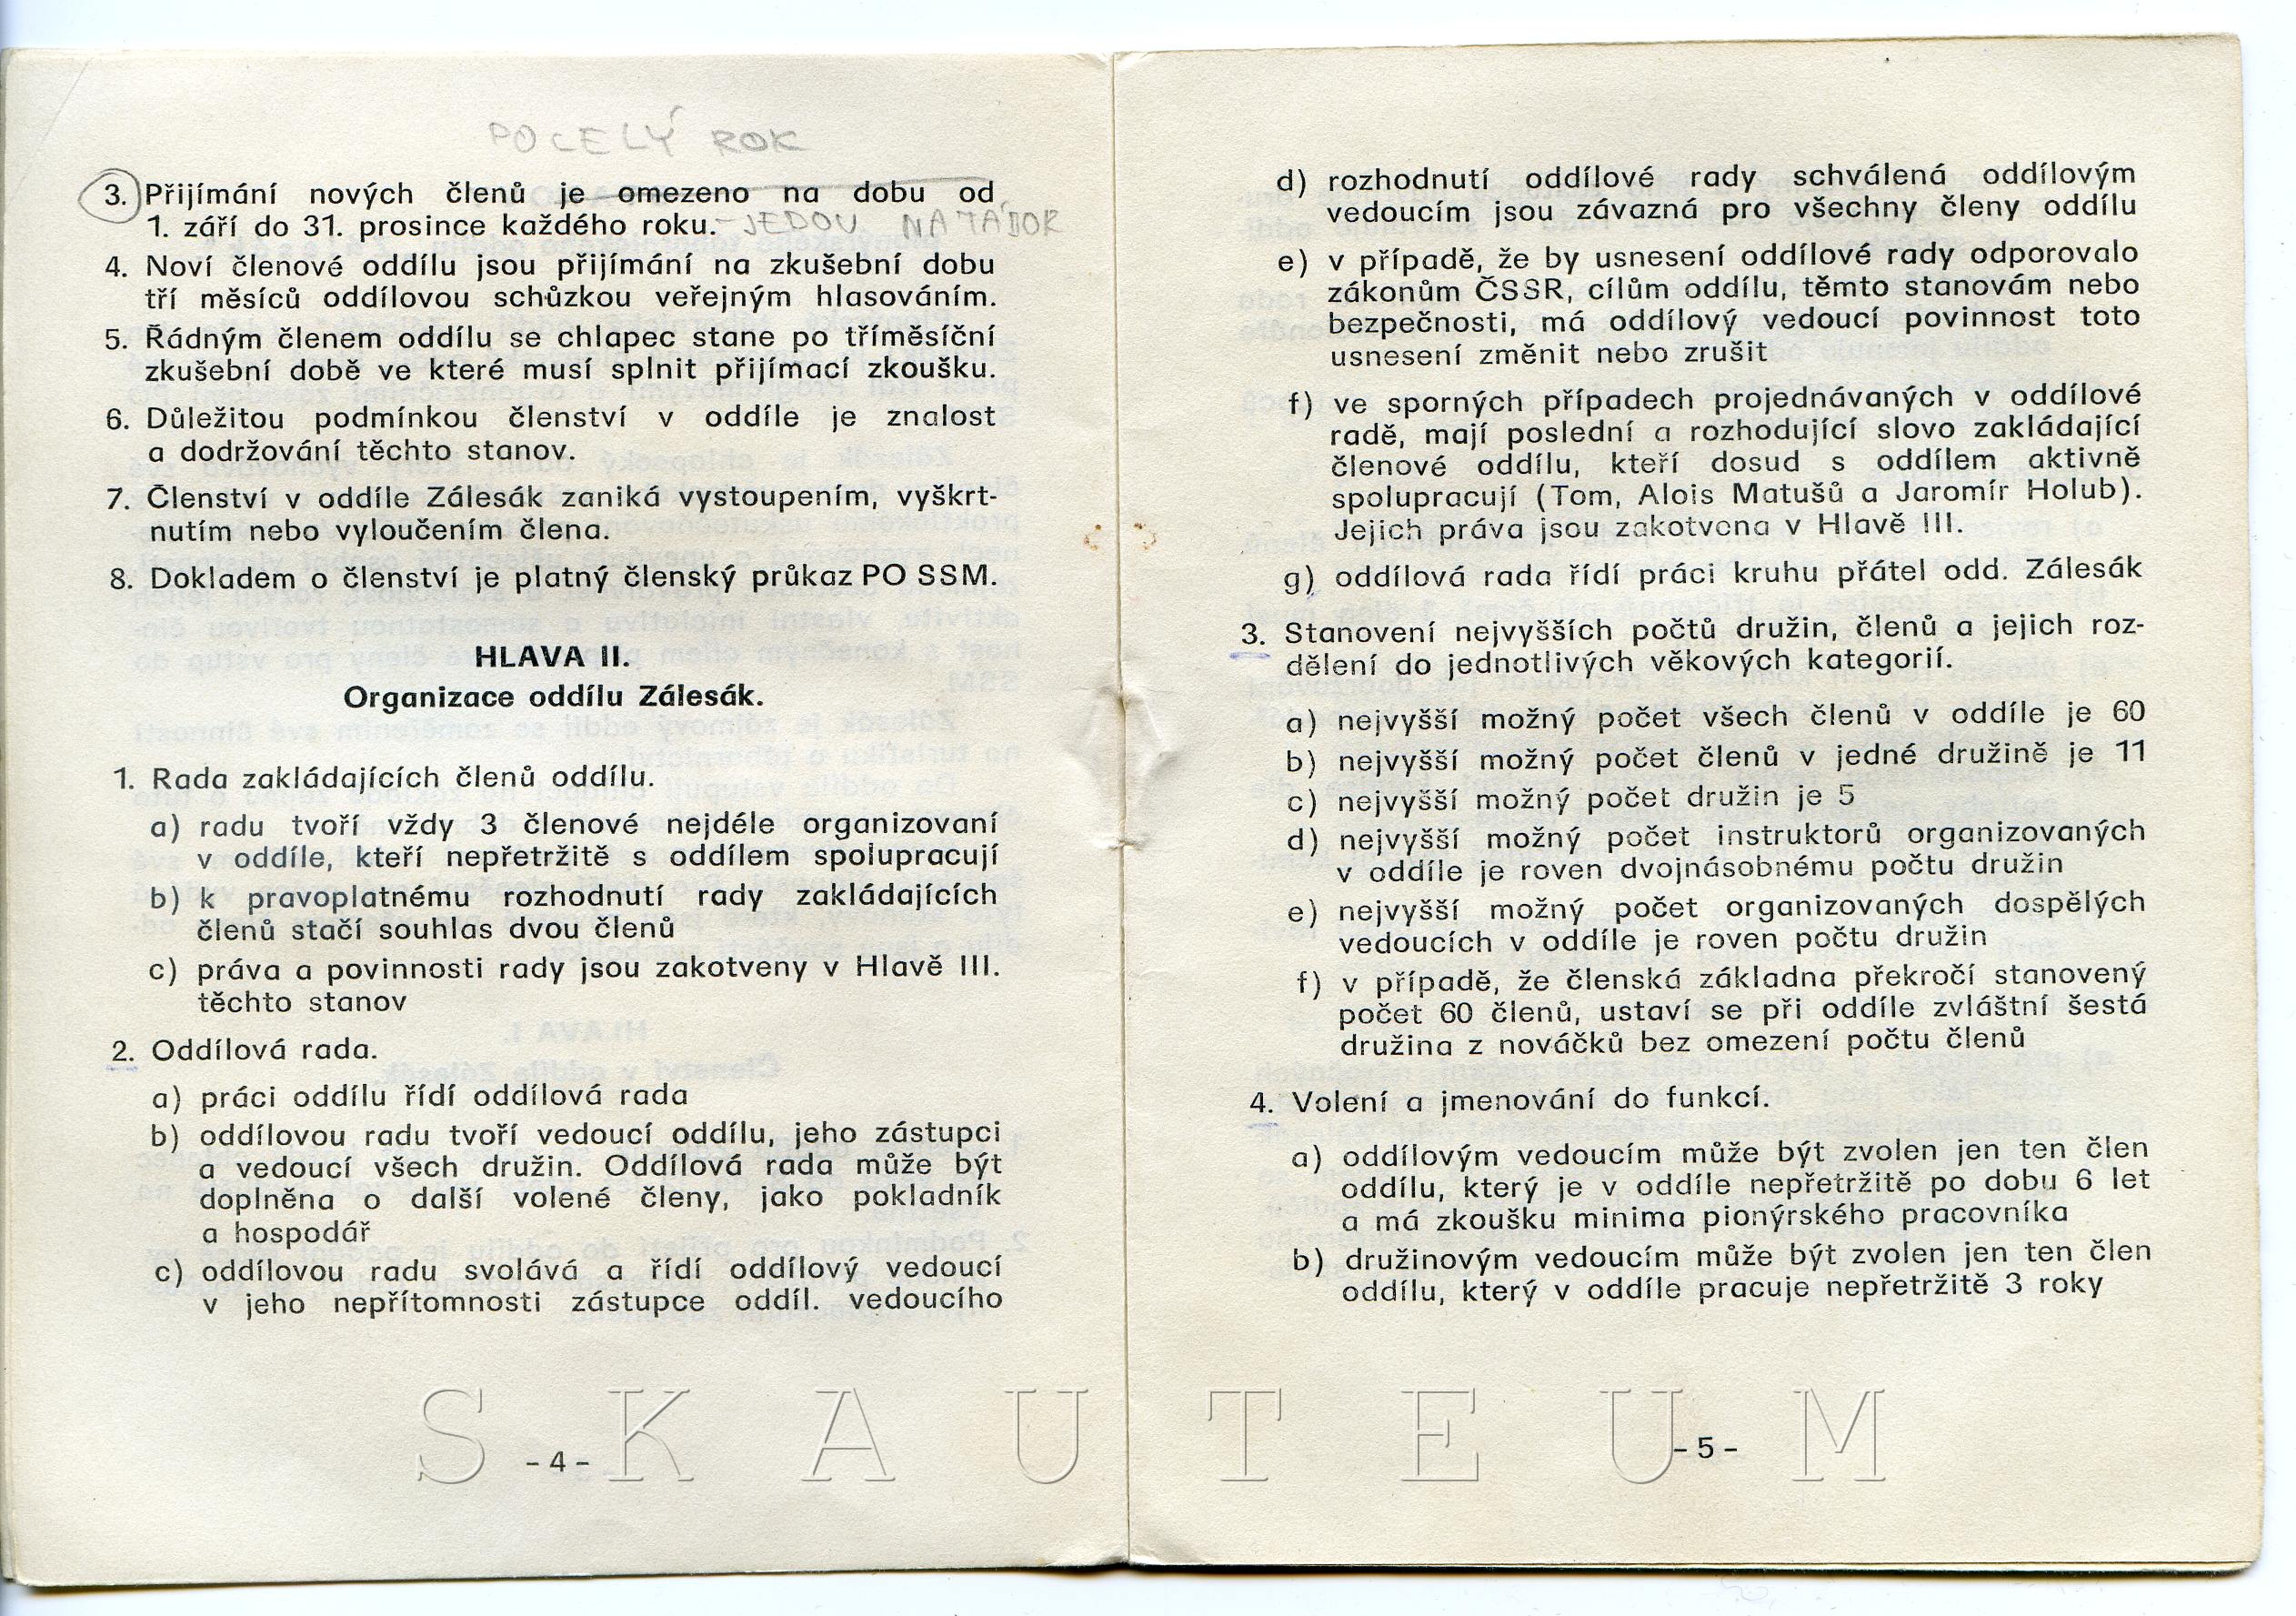 PO CELÝ ROK
3. Přijímání nových členů je omezeno na dobu od
1. září do 31. prosince každého roku. - JEDOU NA TÁBOR
4. Noví členové oddílu jsou přijímání na zkušební dobu
tří měsíců oddílovou schůzkou veřejným hlasováním.
5. Řádným členem oddílu se chlapec stane po tříměsíční
zkušební době ve které musí splnit přijímací zkoušku.
6. Důležitou podmínkou členství v oddíle je znalost
a dodržování těchto stanov.
7. Členství v oddíle Zálesák zaniká vystoupením, vyškrt-
nutím nebo vyloučením člena.
8. Dokladem o členství je platný členský průkaz PO SSM.
HLAVA II.
Organizace oddílu Zálesák.
1. Rada zakládajících členů oddílu.
a) radu tvoří vždy 3 členové nejdéle organizovaní
v oddíle, kteří nepřetržitě s oddílem spolupracují
b) k pravoplatnému rozhodnutí rady zakládajících
členů stačí souhlas dvou členů
c) práva a povinnosti rady jsou zakotveny v Hlavě III.
těchto stanov
2. Oddílová rada.
a) práci oddílu řídí oddílová rada
b) oddílovou radu tvoří vedoucí oddílu, jeho zástupci
a vedoucí všech družin. Oddílová rada může být
doplněna o další volené členy, jako pokladník
a hospodář
c) oddílovou radu svolává a řídí oddílový vedoucí
v jeho nepřítomnosti zástupce oddíl. vedoucího
- 4 -
d) rozhodnutí oddílové rady schválená oddílovým
vedoucím jsou závazná pro všechny členy oddílu
e) v případě, že by usnesení oddílové rady odporovalo
zákonům ČSSR, cílům oddílu, těmto stanovám nebo
bezpečnosti, má oddílový vedoucí povinnost toto
usnesení změnit nebo zrušit
f) ve sporných případech projednávaných v oddílové
radě, mají poslední a rozhodující slovo zakládající
členové oddílu, kteří dosud s oddílem aktivně
spolupracují (Tom, Alois Matušů a Jaromír Holub).
Jejich práva jsou zakotvena v Hlavě III.
g) oddílová rada řídí práci kruhu přátel odd. Zálesák
3. Stanovení nejvyšších počtů družin, členů a jejich roz-
dělení do jednotlivých věkových kategorií.
a) nejvyšší možný počet všech členů v oddíle je 60
b) nejvyšší možný počet členů v jedné družině je 11
c) nejvyšší možný počet družin je 5
d) nejvyšší možný počet instruktorů organizovaných
v oddíle je roven dvojnásobnému počtu družin
e) nejvyšší možný počet organizovaných dospělých
vedoucích v oddíle je roven počtu družin
f) v případě, že členská základna překročí stanovený
počet 60 členů, ustaví se při oddíle zvláštní šestá
družina z nováčků bez omezení počtu členů
4. Volení a jmenování do funkcí.
a) oddílovým vedoucím může být zvolen jen ten člen
oddílu, který je v oddíle nepřetržitě po dobu 6 let
a má zkoušku minima pionýrského pracovníka
b) družinovým vedoucím může být zvolen jen ten člen
oddílu, který v oddíle pracuje nepřetržitě 3 roky
- 5 -
SKAUTEUM